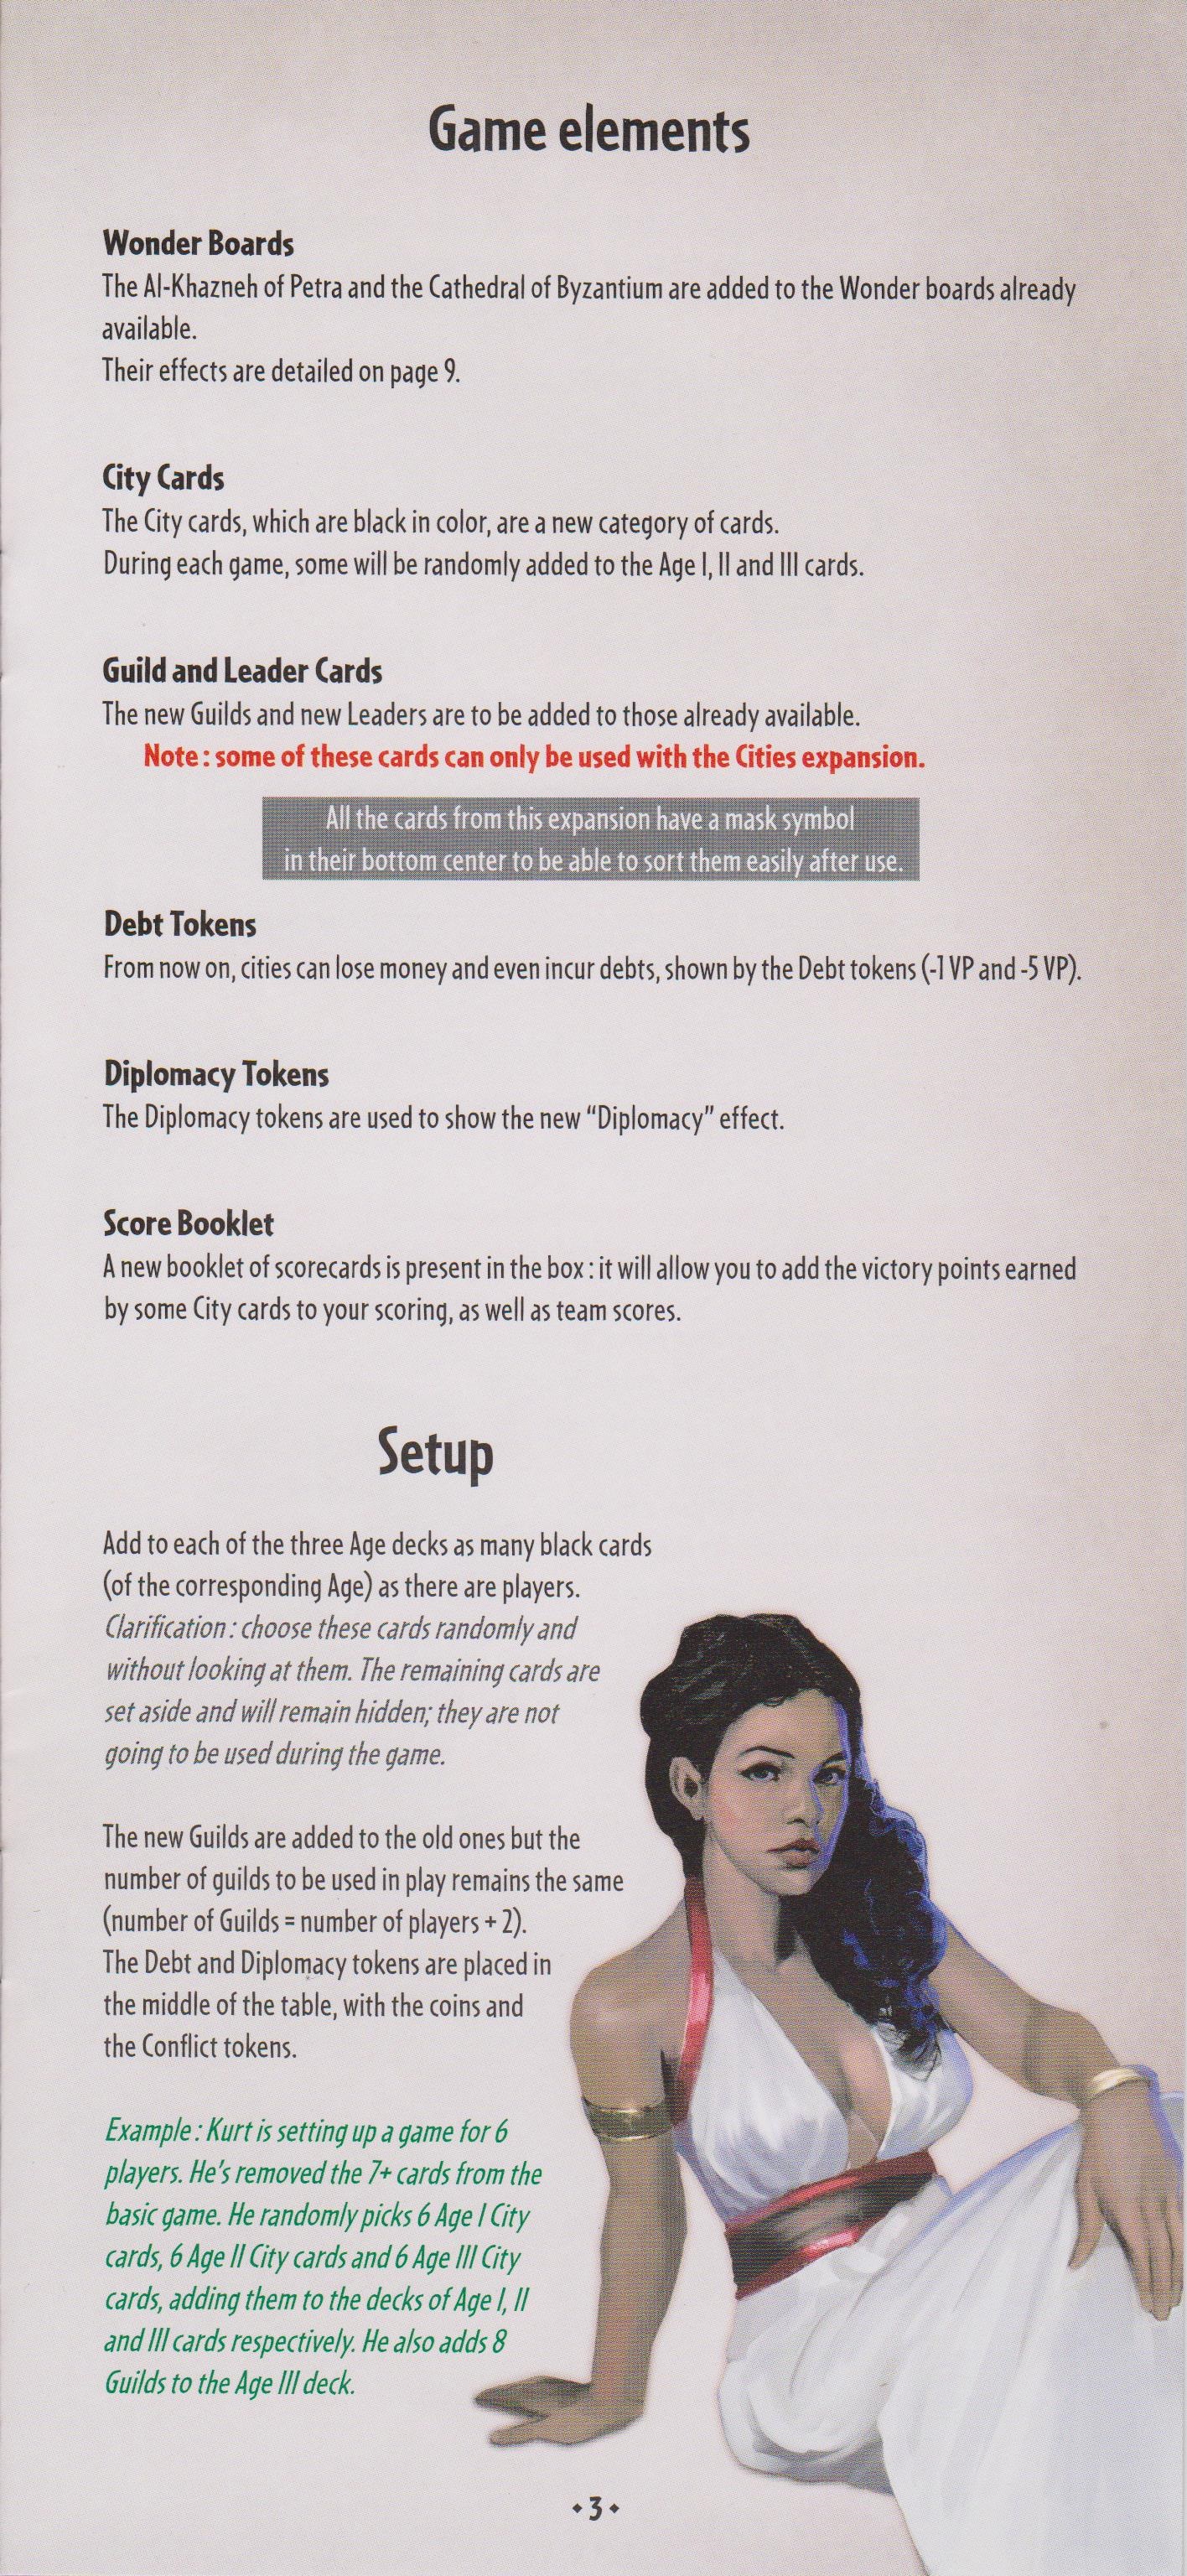 Game elements
Wonder Boards
The Al-Khazneh of Petra and the Cathedral of Byzantium are added to the Wonder boards already
available.
Their effects are detailed on page 9.
City Cards
The City cards, which are black in color, are a new category of cards.
During each game, some will be randomly added to the Age I, II and III cards.
Guild and Leader Cards
The new Guilds and new Leaders are to be added to those already available.
Note : some of these cards can only be used with the Cities expansion.
All the cards from this expansion have a mask symbol
in their bottom center to be able to sort them easily after use.
Debt Tokens
From now on, cities can lose money and even incur debts, shown by the Debt tokens (-1 VP and -5 VP).
Diplomacy Tokens
The Diplomacy tokens are used to show the new “Diplomacy” effect.
Score Booklet
A new booklet of scorecards is present in the box : it will allow you to add the victory points earned
by some City cards to your scoring, as well as team scores.
Setup
Add to each of the three Age decks as many black cards
(of the corresponding Age) as there are players.
Clarification : choose these cards randomly and
without looking at them. The remaining cards are
set aside and will remain hidden; they are not
going to be used during the game.
The new Guilds are added to the old ones but the
number of guilds to be used in play remains the same
(number of Guilds = number of players + 2).
The Debt and Diplomacy tokens are placed in
the middle of the table, with the coins and
the Conflict tokens.
Example : Kurt is setting up a game for 6
players. He's removed the 7+ cards from the
basic game. He randomly picks 6 Age I City
cards, 6 Age II City cards and 6 Age III City
cards, adding them to the decks of Age I, II
and III cards respectively. He also adds 8
Guilds to the Age III deck.
• 3 •